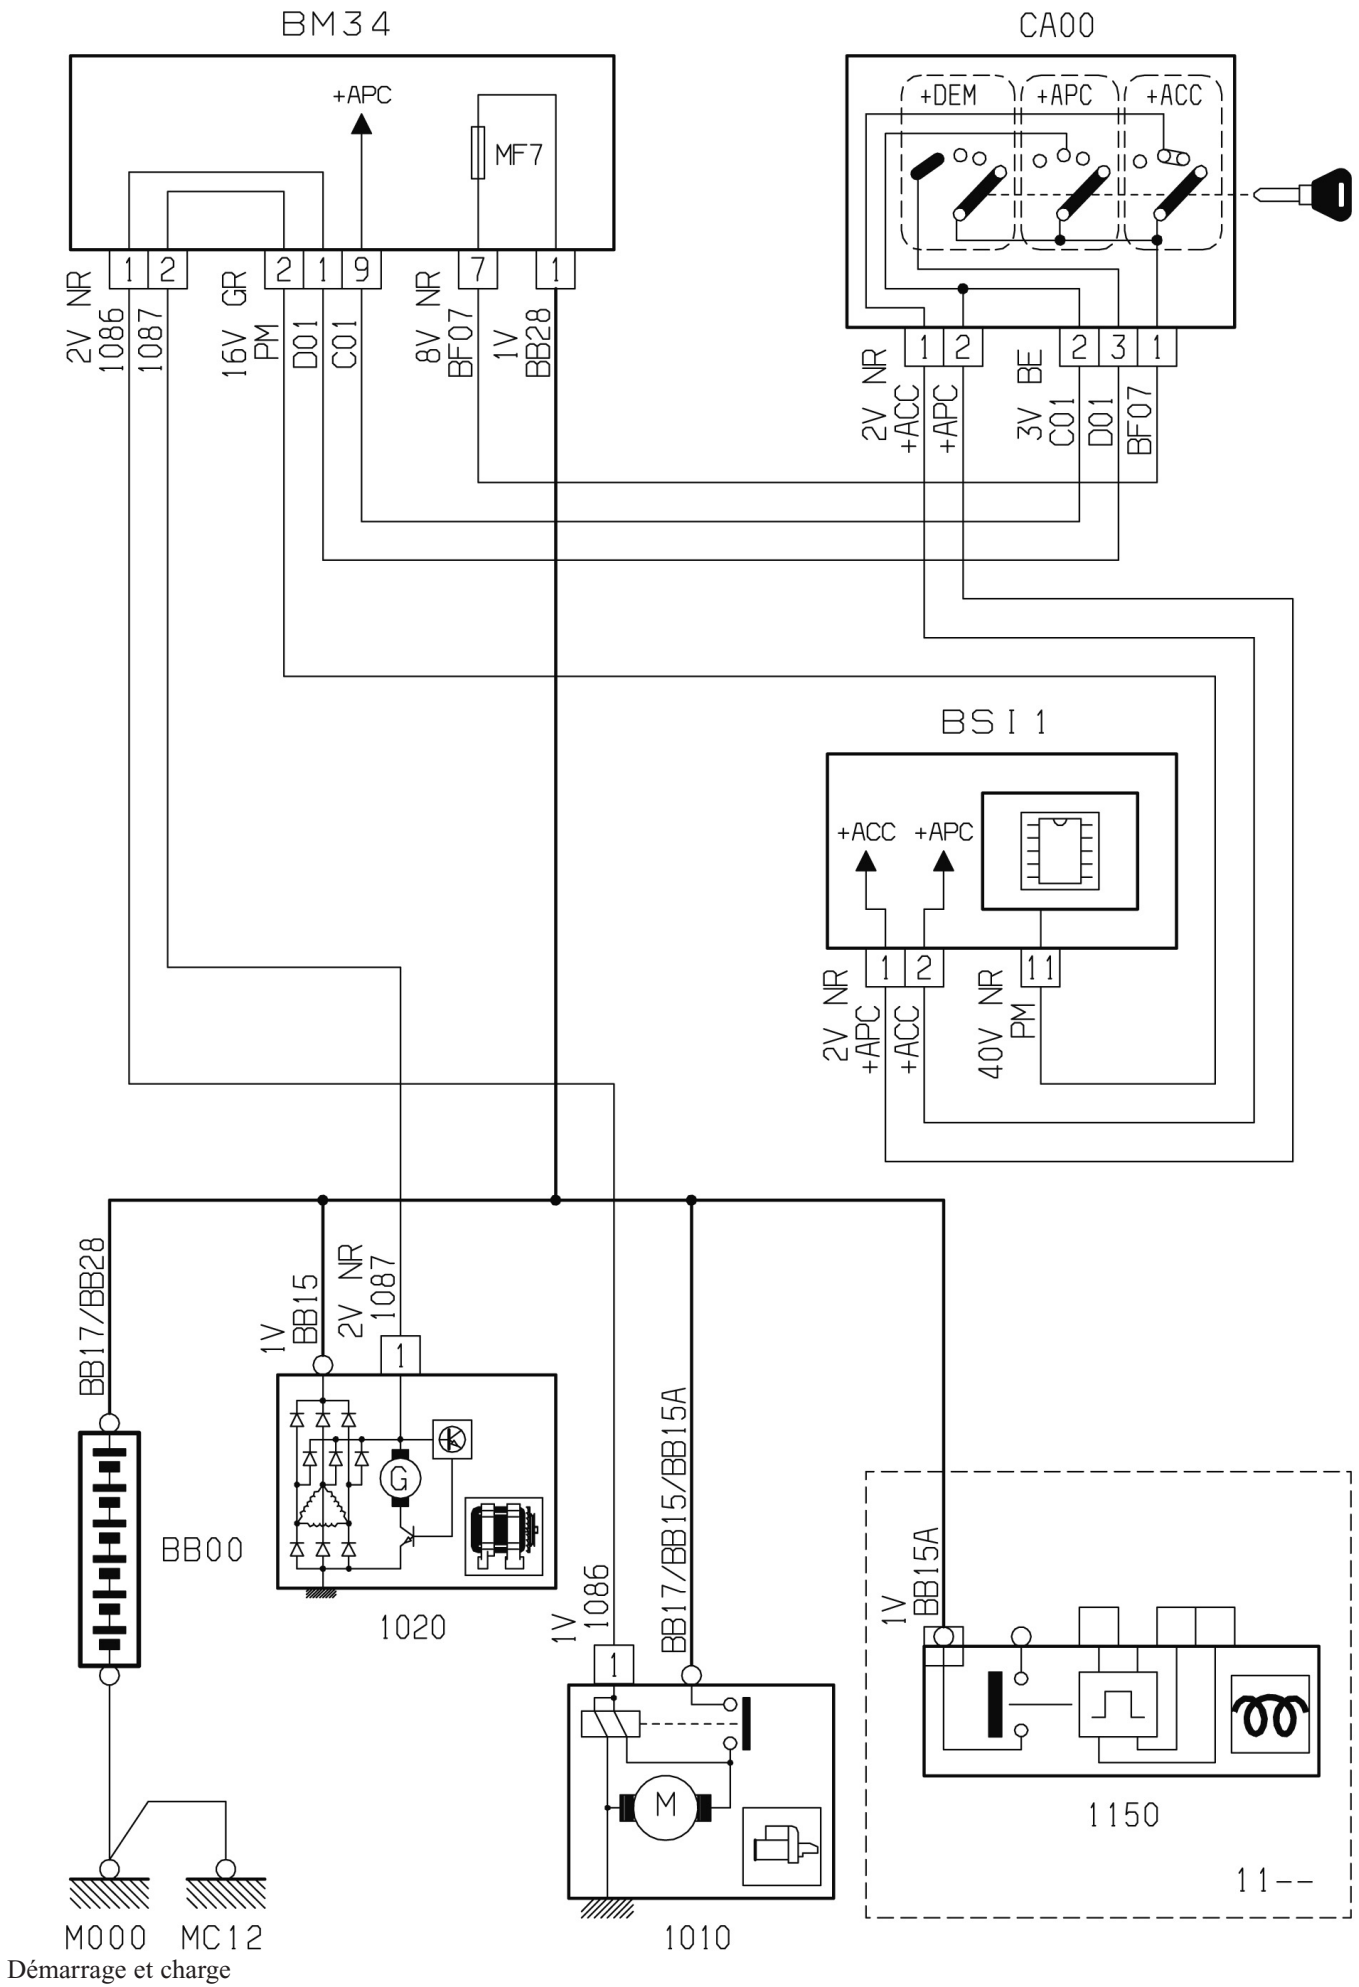 BM34
CA00
+APC
MF7
+DEM
+APC
+ACC
1
2
2
1
9
7
1
2V NR
1086
1087
16V GR
PM
D01
C01
8V NR
BF07
1V
BB28
1
2
2
3
1
2V NR
+ACC
+APC
3V BE
C01
D01
BF07
BSI1
+ACC
+APC
1
2
11
2V NR
+APC
+ACC
40V NR
PM
BB17/BB28
1V
BB15
2V NR
1087
1
G
BB00
1020
1V
1086
BB17/BB15/BB15A
1
M
1010
1V
BB15A
1150
11--
M000
MC12
Démarrage et charge